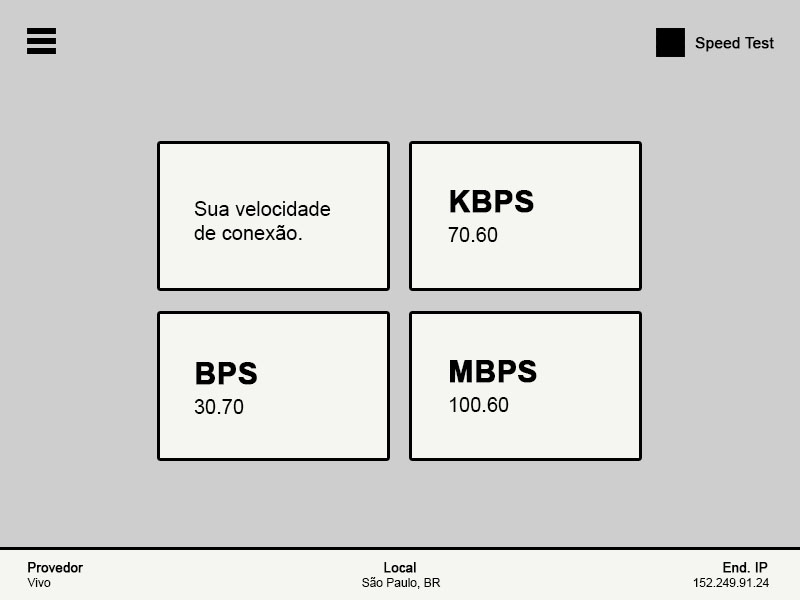 Speed Test
Sua velocidade
de conexão.
KBPS
70.60
BPS
30.70
MBPS
100.60
Provedor
Vivo
Local
São Paulo, BR
End. IP
152.249.91.24